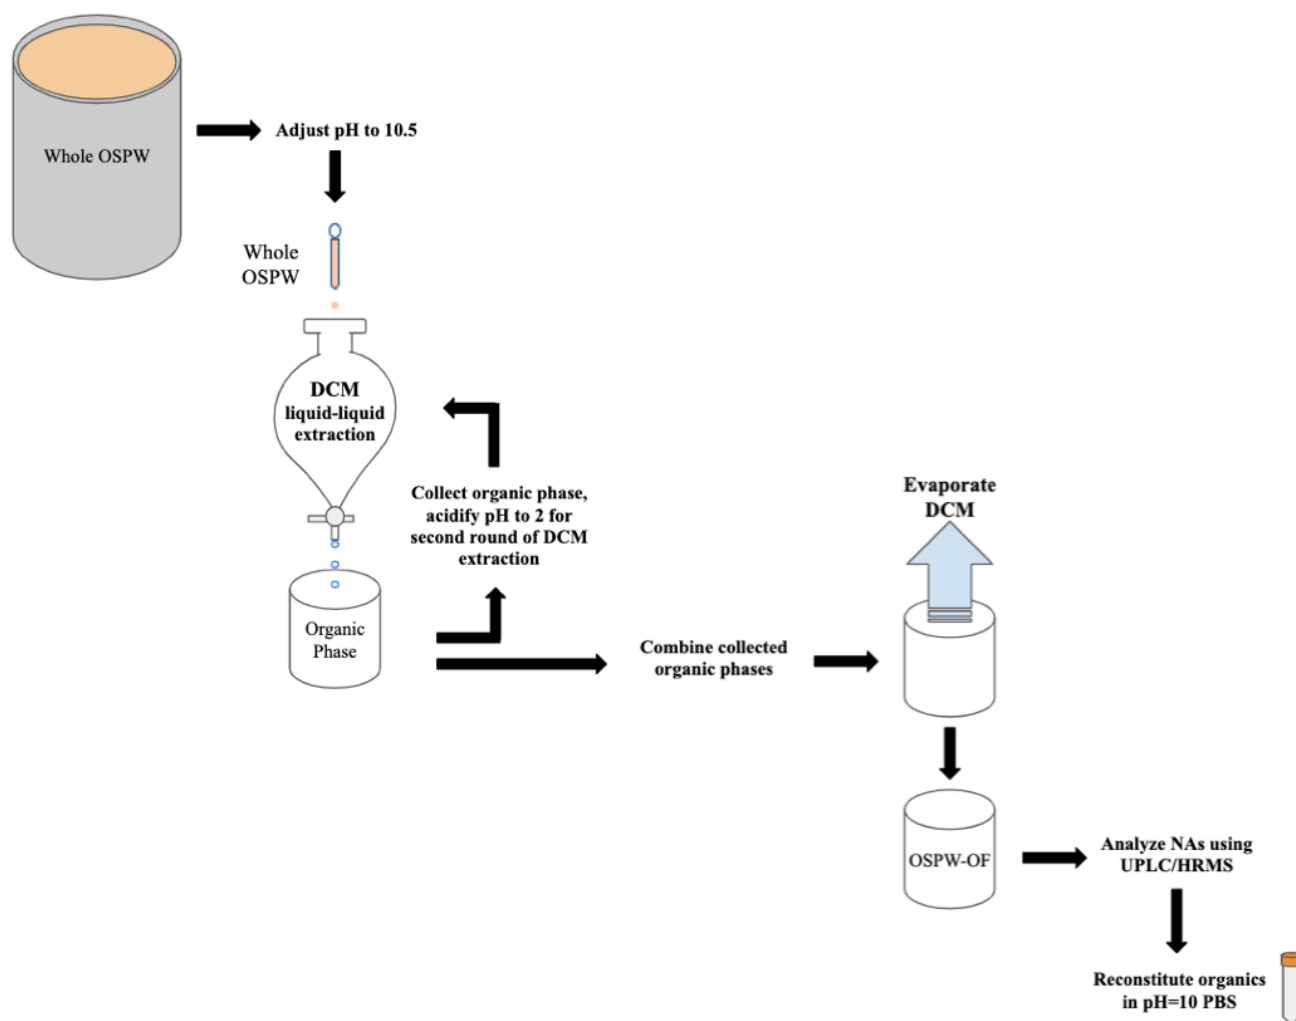 Whole OSPW
Adjust pH to 10.5
Whole
OSPW
DCM
liquid-liquid
extraction
Collect organic phase,
acidify pH to 2 for
second round of DCM
extraction
Organic
Phase
Combine collected
organic phases
Evaporate
DCM
OSPW-OF
Analyze NAs using
UPLC/HRMS
Reconstitute organics
in pH=10 PBS